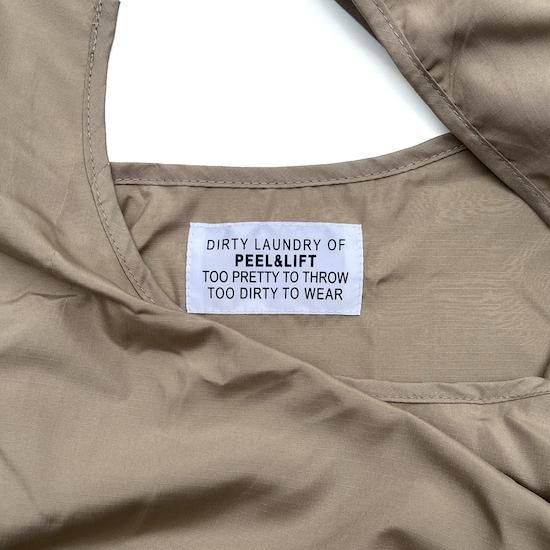 DIRTY LAUNDRY OF
PEEL&LIFT
TOO PRETTY TO THROW
TOO DIRTY TO WEAR